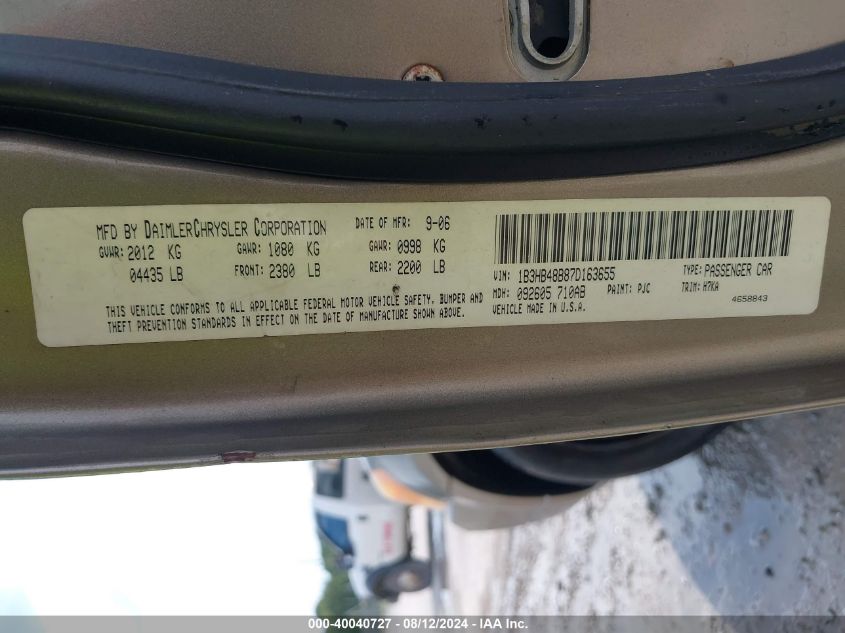 MFD BY DAIMLERCHRYSLER CORPORATION DATE OF MFR: 9-06
GVWR: 2012 KG GAWR: 1080 KG GAWR: 0998 KG
04435 LB FRONT: 2380 LB REAR: 2200 LB
THIS VEHICLE CONFORMS TO ALL APPLICABLE FEDERAL MOTOR VEHICLE SAFETY, BUMPER AND
THEFT PREVENTION STANDARDS IN EFFECT ON THE DATE OF MANUFACTURE SHOWN ABOVE.
VIN: 1B3HB48B87D163655 TYPE: PASSENGER CAR
MDH: 092605 710AB PAINT: PJC TRIM: H7KA
VEHICLE MADE IN U.S.A. 4658843
000-40040727 - 08/12/2024 - IAA Inc.